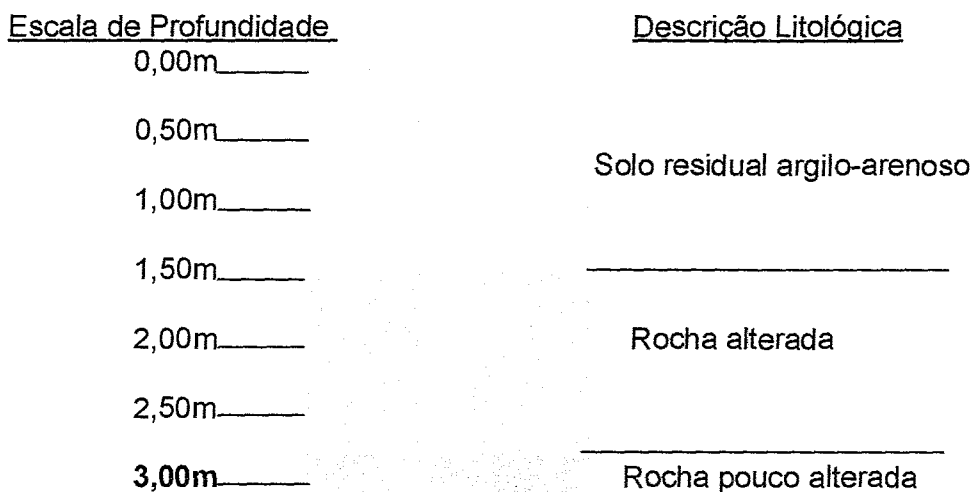 Escala de Profundidade Descrição Litológica
0,00m
0,50m
Solo residual argilo-arenoso
1,00m
1,50m
2,00m Rocha alterada
2,50m
3,00m Rocha pouco alterada